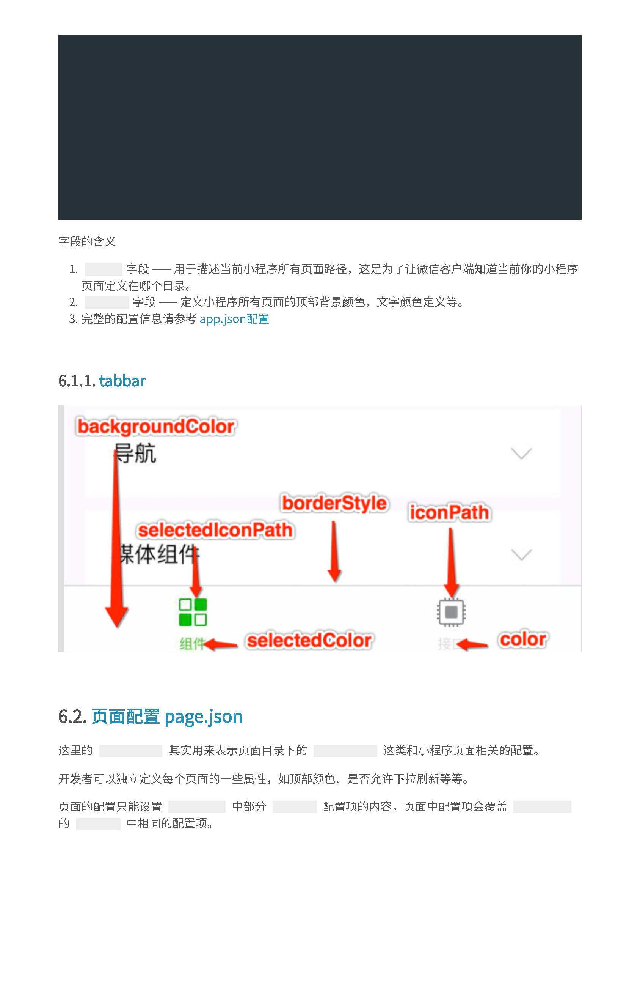 字段的含义
1. 字段 —— 用于描述当前小程序所有页面路径，这是为了让微信客户端知道当前你的小程序
页面定义在哪个目录。
2. 字段 —— 定义小程序所有页面的顶部背景颜色，文字颜色定义等。
3. 完整的配置信息请参考 app.json配置
6.1.1. tabbar
backgroundColor
导航
borderStyle
iconPath
selectedIconPath
媒体组件
组件
selectedColor
接口
color
6.2. 页面配置 page.json
这里的 其实用来表示页面目录下的 这类和小程序页面相关的配置。
开发者可以独立定义每个页面的一些属性，如顶部颜色、是否允许下拉刷新等等。
页面的配置只能设置 中部分 配置项的内容，页面中配置项会覆盖
的 中相同的配置项。